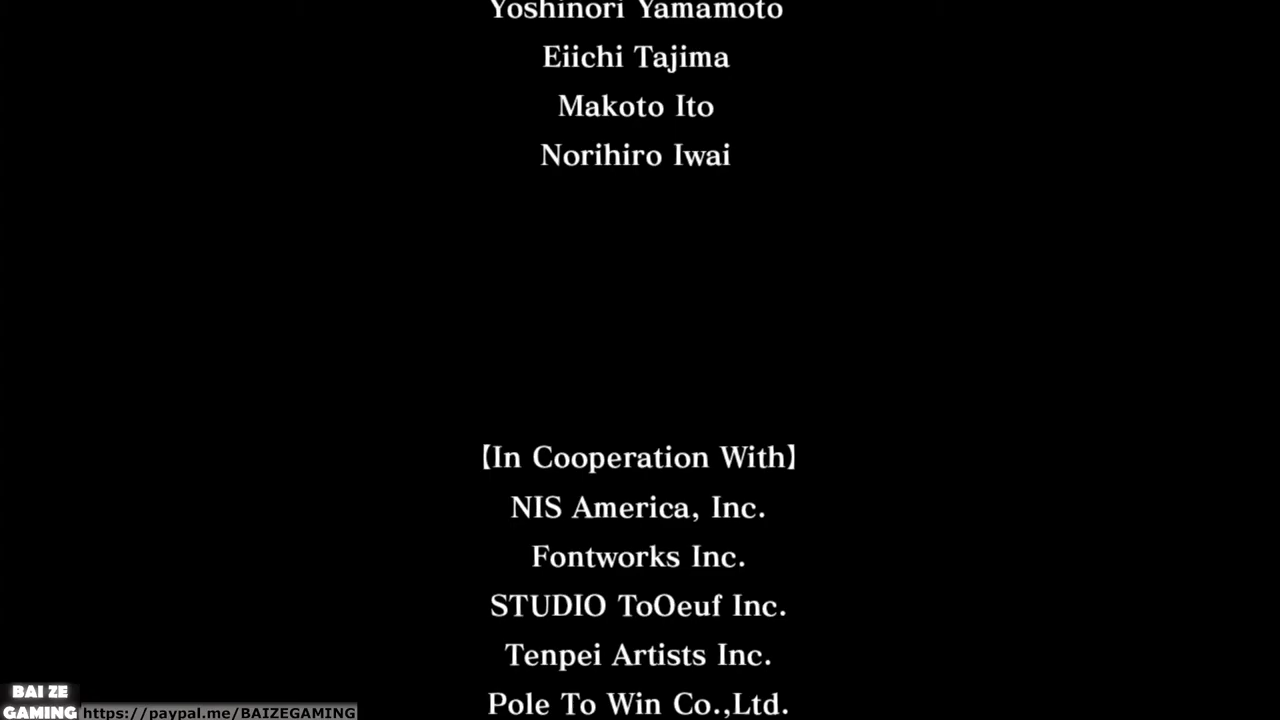 Yoshinori Yamamoto
Eiichi Tajima
Makoto Ito
Norihiro Iwai
【In Cooperation With】
NIS America, Inc.
Fontworks Inc.
STUDIO ToOeuf Inc.
Tenpei Artists Inc.
Pole To Win Co.,Ltd.
BAI ZE
GAMING https://paypal.me/BAIZEGAMING